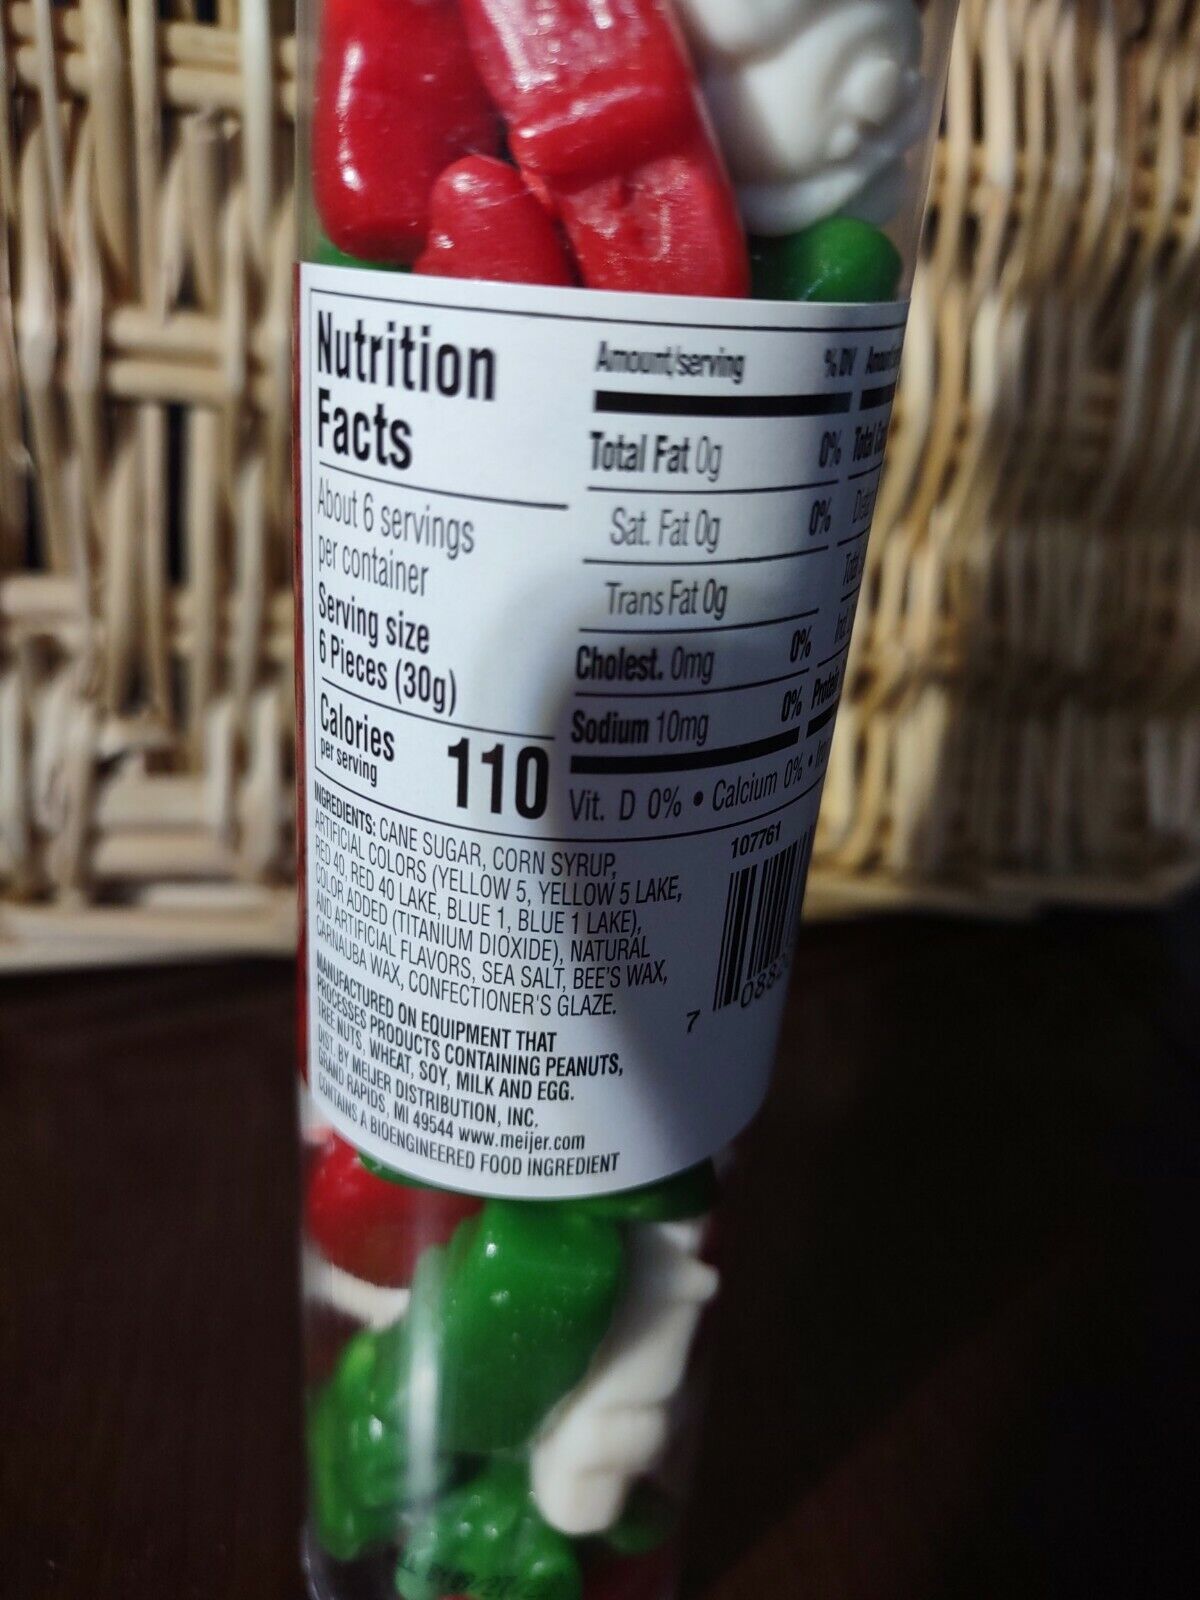 Nutrition
Facts
About 6 servings
per container
Serving size
6 Pieces (30g)
Calories
per serving
110
Amount/serving % DV
Total Fat 0g 0%
Sat. Fat 0g 0%
Trans Fat 0g
Cholest. 0mg 0%
Sodium 10mg 0%
Vit. D 0% • Calcium 0% •
Total
Total
Protein
INGREDIENTS: CANE SUGAR, CORN SYRUP,
ARTIFICIAL COLORS (YELLOW 5, YELLOW 5 LAKE,
RED 40, RED 40 LAKE, BLUE 1, BLUE 1 LAKE),
COLOR ADDED (TITANIUM DIOXIDE), NATURAL
AND ARTIFICIAL FLAVORS, SEA SALT, BEE'S WAX,
CARNAUBA WAX, CONFECTIONER'S GLAZE.
MANUFACTURED ON EQUIPMENT THAT
PROCESSES PRODUCTS CONTAINING PEANUTS,
TREE NUTS, WHEAT, SOY, MILK AND EGG.
DIST. BY MEIJER DISTRIBUTION, INC.
GRAND RAPIDS, MI 49544 www.meijer.com
CONTAINS A BIOENGINEERED FOOD INGREDIENT
107761
7 0882